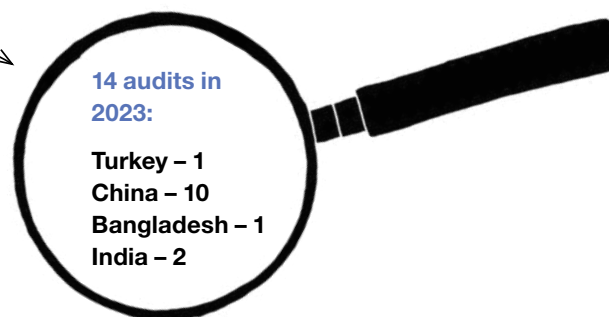 14 audits in
2023:
Turkey – 1
China – 10
Bangladesh – 1
India – 2